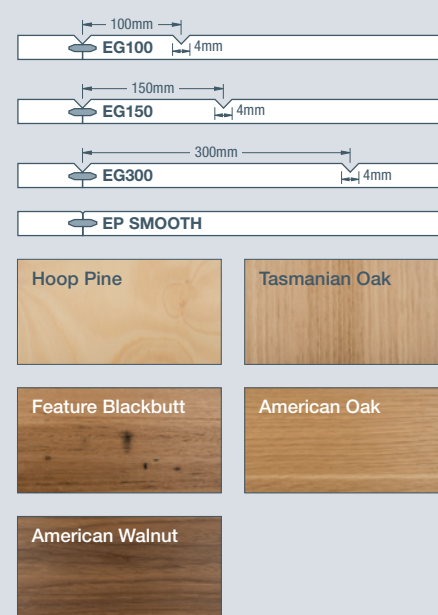 100mm
EG100 4mm
150mm
EG150 4mm
300mm
EG300 4mm
EP SMOOTH
Hoop Pine
Tasmanian Oak
Feature Blackbutt
American Oak
American Walnut